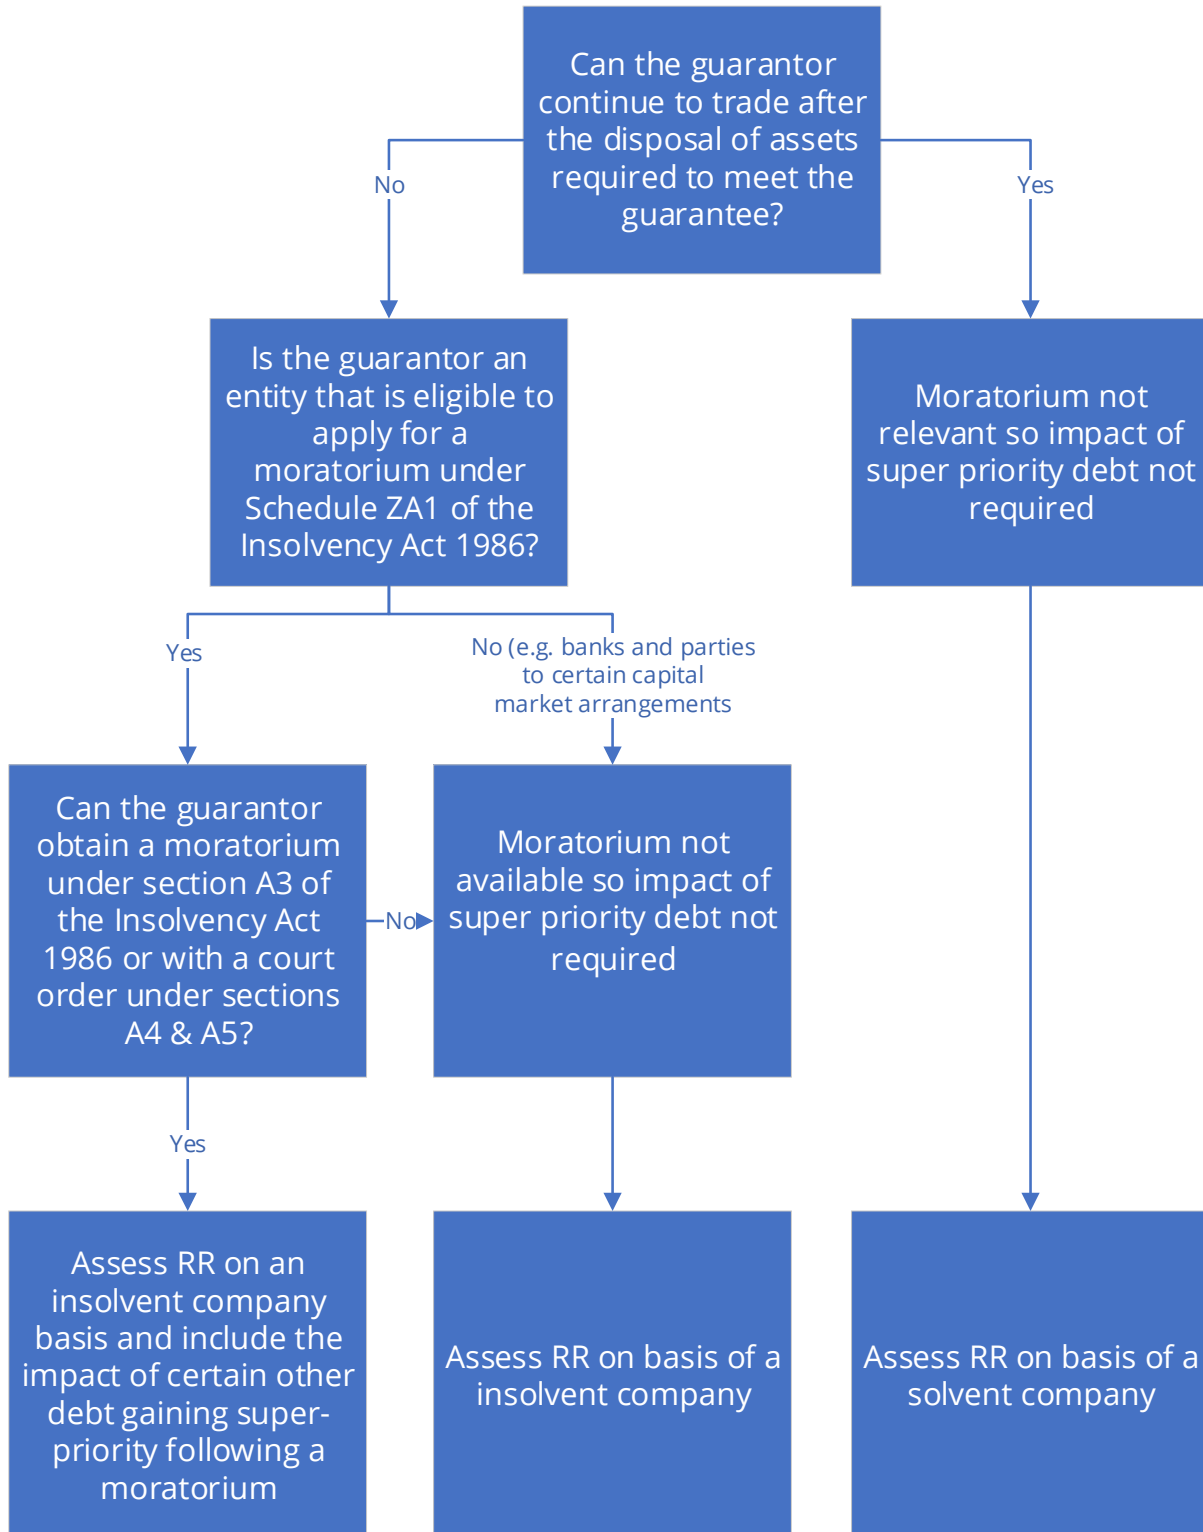 Can the guarantor
continue to trade after
the disposal of assets
required to meet the
guarantee?
No
Yes
Is the guarantor an
entity that is eligible to
apply for a
moratorium under
Schedule ZA1 of the
Insolvency Act 1986?
Moratorium not
relevant so impact of
super priority debt not
required
Yes
No (e.g. banks and parties
to certain capital
market arrangements
Can the guarantor
obtain a moratorium
under section A3 of
the Insolvency Act
1986 or with a court
order under sections
A4 & A5?
No
Moratorium not
available so impact of
super priority debt not
required
Yes
Assess RR on an
insolvent company
basis and include the
impact of certain other
debt gaining super-
priority following a
moratorium
Assess RR on basis of a
insolvent company
Assess RR on basis of a
solvent company